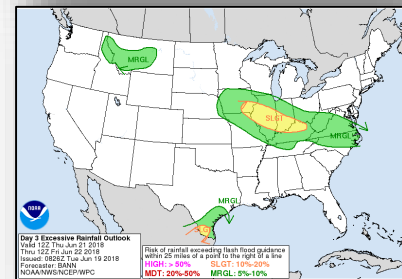 MRGL
SLGT
MRGL
MRGL
NOAA
Day 3 Excessive Rainfall Outlook
Valid 12Z Thu Jun 21 2018
Thru 12Z Fri Jun 22 2018
Issued: 0826Z Tue Jun 19 2018
Forecaster: BANN
NOAA/NWS/NCEP/WPC
Risk of rainfall exceeding flash flood guidance
within 25 miles of a point to the right of a line
HIGH: > 50% SLGT: 10%-20%
MDT: 20%-50% MRGL: 5%-10%